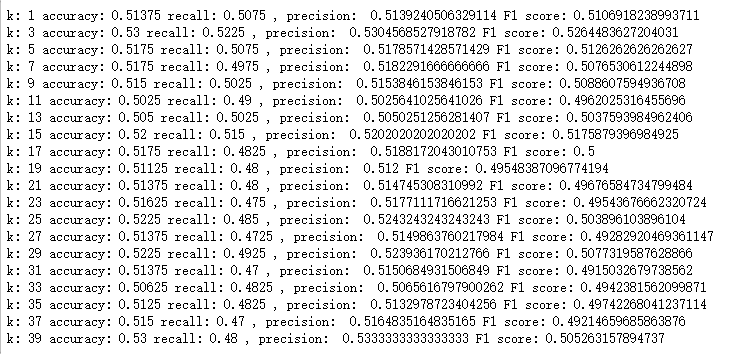 k: 1 accuracy: 0.51375 recall: 0.5075 , precision:  0.5139240506329114 F1 score: 0.5106918238993711
k: 3 accuracy: 0.53 recall: 0.5225 , precision:  0.5304568527918782 F1 score: 0.5264483627204031
k: 5 accuracy: 0.5175 recall: 0.5075 , precision:  0.5178571428571429 F1 score: 0.5126262626262627
k: 7 accuracy: 0.5175 recall: 0.4975 , precision:  0.5182291666666666 F1 score: 0.5076530612244898
k: 9 accuracy: 0.515 recall: 0.5025 , precision:  0.5153846153846153 F1 score: 0.5088607594936708
k: 11 accuracy: 0.5025 recall: 0.49 , precision:  0.5025641025641026 F1 score: 0.4962025316455696
k: 13 accuracy: 0.505 recall: 0.5025 , precision:  0.5050251256281407 F1 score: 0.5037593984962406
k: 15 accuracy: 0.52 recall: 0.515 , precision:  0.5202020202020202 F1 score: 0.5175879396984925
k: 17 accuracy: 0.5175 recall: 0.4825 , precision:  0.5188172043010753 F1 score: 0.5
k: 19 accuracy: 0.51125 recall: 0.48 , precision:  0.512 F1 score: 0.49548387096774194
k: 21 accuracy: 0.51375 recall: 0.48 , precision:  0.514745308310992 F1 score: 0.49676584734799484
k: 23 accuracy: 0.51625 recall: 0.475 , precision:  0.5177111716621253 F1 score: 0.49543676662320724
k: 25 accuracy: 0.5225 recall: 0.485 , precision:  0.5243243243243243 F1 score: 0.503896103896104
k: 27 accuracy: 0.51375 recall: 0.4725 , precision:  0.5149863760217984 F1 score: 0.49282920469361147
k: 29 accuracy: 0.5225 recall: 0.4925 , precision:  0.523936170212766 F1 score: 0.5077319587628866
k: 31 accuracy: 0.51375 recall: 0.47 , precision:  0.5150684931506849 F1 score: 0.4915032679738562
k: 33 accuracy: 0.50625 recall: 0.4825 , precision:  0.5065616797900262 F1 score: 0.4942381562099871
k: 35 accuracy: 0.5125 recall: 0.4825 , precision:  0.5132978723404256 F1 score: 0.49742268041237114
k: 37 accuracy: 0.515 recall: 0.47 , precision:  0.5164835164835165 F1 score: 0.49214659685863876
k: 39 accuracy: 0.53 recall: 0.48 , precision:  0.5333333333333333 F1 score: 0.505263157894737